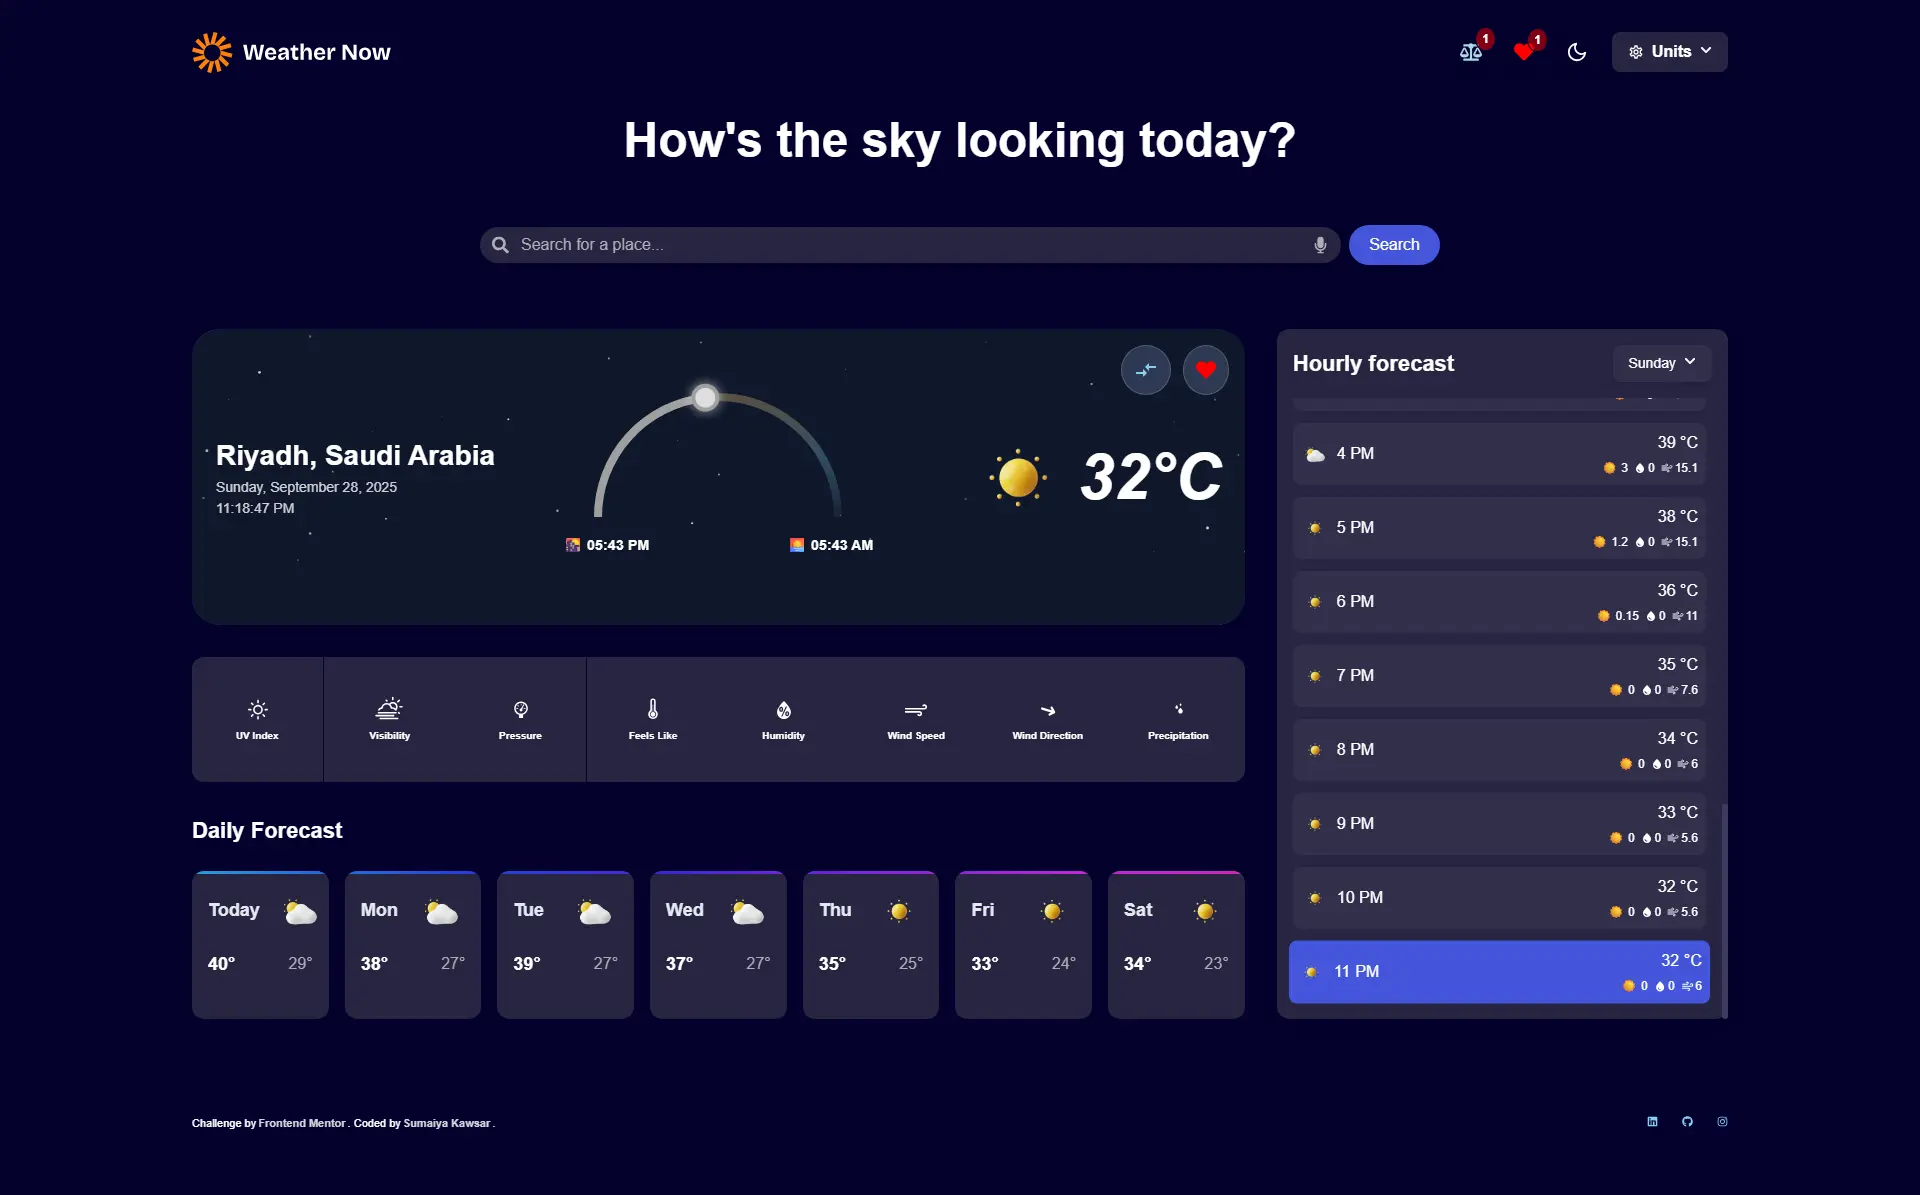 Weather Now
1
1
Units
How's the sky looking today?
Search for a place...
Search
Riyadh, Saudi Arabia
Sunday, September 28, 2025
11:18:47 PM
05:43 PM
05:43 AM
32°C
UV Index
Visibility
Pressure
Feels Like
Humidity
Wind Speed
Wind Direction
Precipitation
Daily Forecast
Today
40° 29°
Mon
38° 27°
Tue
39° 27°
Wed
37° 27°
Thu
35° 25°
Fri
33° 24°
Sat
34° 23°
Hourly forecast
Sunday
4 PM
39 °C
3 0 15.1
5 PM
38 °C
1.2 0 15.1
6 PM
36 °C
0.15 0 11
7 PM
35 °C
0 0 7.6
8 PM
34 °C
0 0 6
9 PM
33 °C
0 0 5.6
10 PM
32 °C
0 0 5.6
11 PM
32 °C
0 0 6
Challenge by Frontend Mentor. Coded by Sumaiya Kawsar.